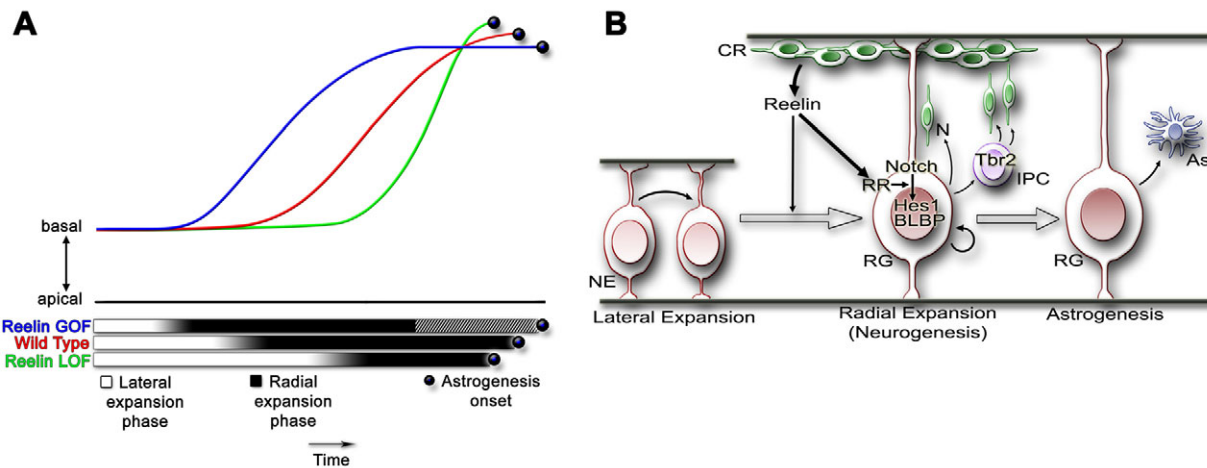 A
basal
apical
Reelin GOF
Wild Type
Reelin LOF
Lateral
expansion
phase
Radial
expansion
phase
Astrogenesis
onset
Time
B
CR
Reelin
N
Notch
Tbr2
IPC
RR
Hes1
BLBP
As
NE
RG
RG
Lateral Expansion
Radial Expansion
(Neurogenesis)
Astrogenesis